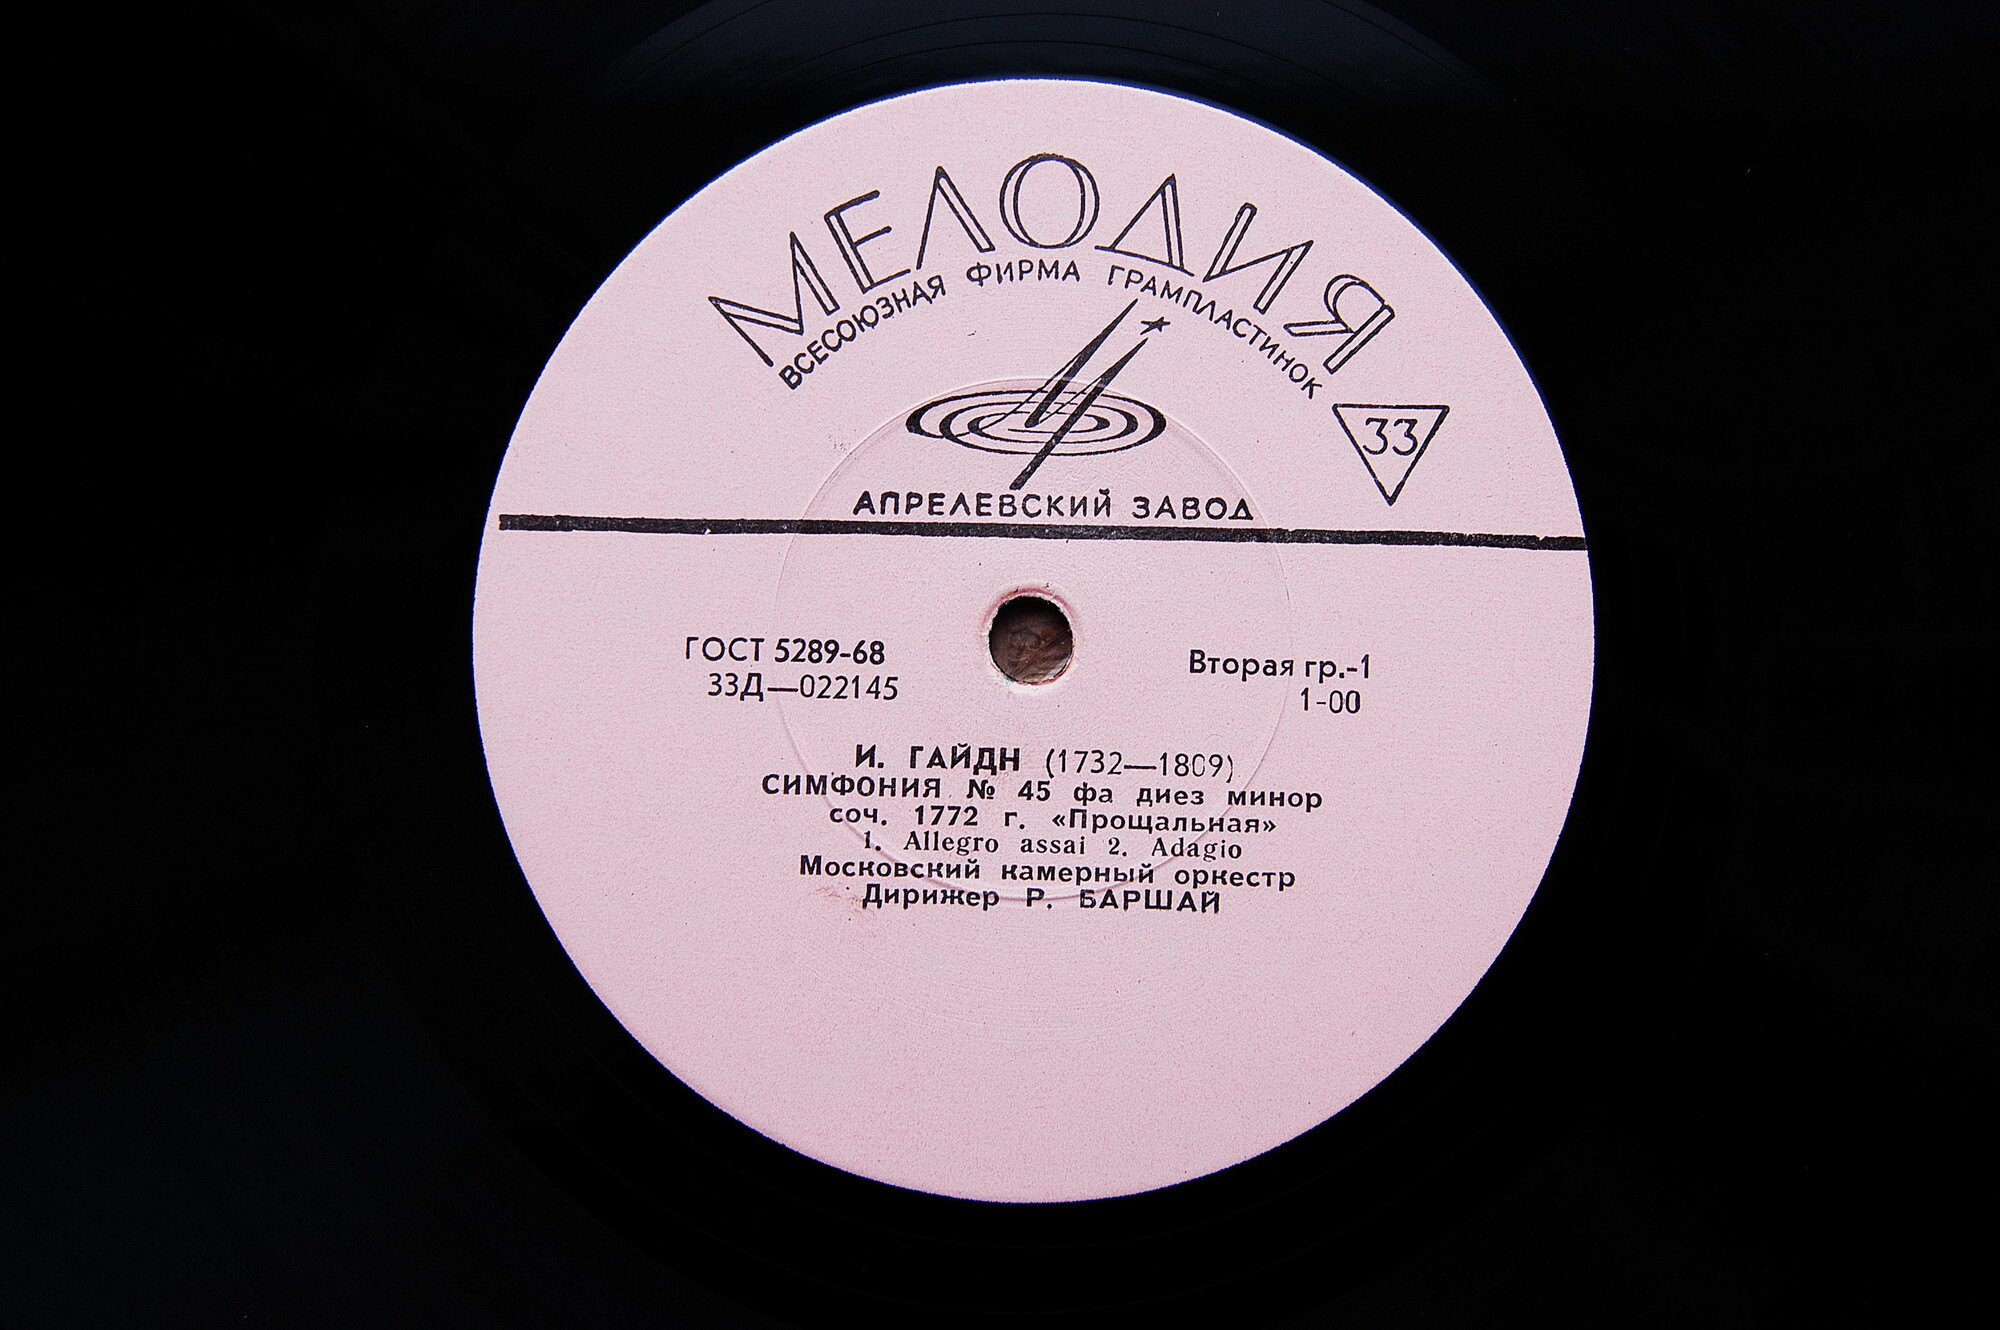 МЕЛОДИЯ
ВСЕСОЮЗНАЯ ФИРМА ГРАМПЛАСТИНОК
33
АПРЕЛЕВСКИЙ ЗАВОД
ГОСТ 5289-68
33Д—022145
Вторая гр.-1
1-00
И. ГАЙДН (1732—1809)
СИМФОНИЯ № 45 фа диез минор
соч. 1772 г. «Прощальная»
1. Allegro assai 2. Adagio
Московский камерный оркестр
Дирижер Р. БАРШАЙ